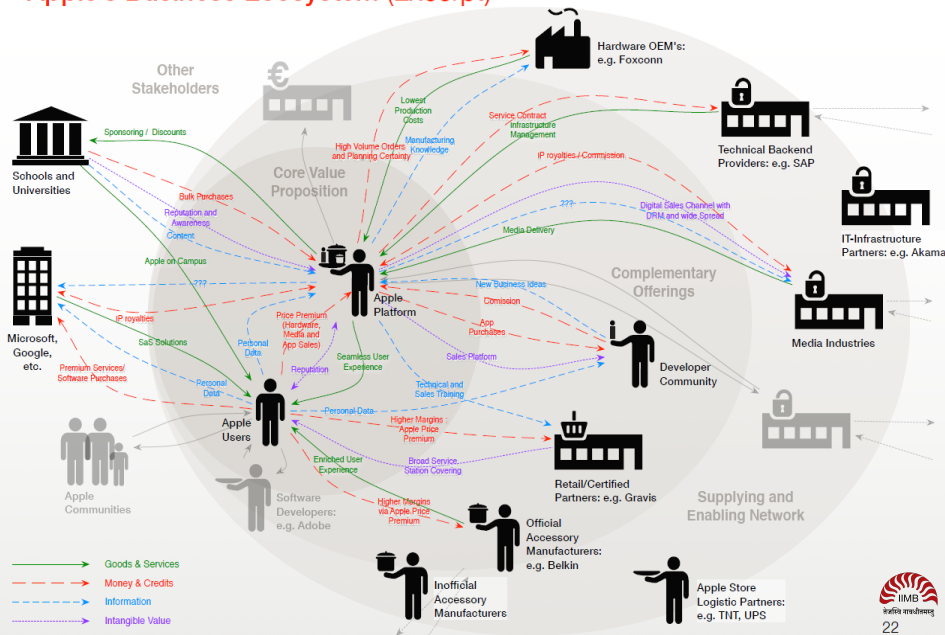 Apple's Business Ecosystem (Excerpt)
Other
Stakeholders
€
Hardware OEM's:
e.g. Foxconn
Lowest
Production
Costs
Sponsoring / Discounts
Service Contract
Infrastructure
Management
Manufacturing
Knowledge
High Volume Orders
and Planning Certainty
Technical Backend
Providers: e.g. SAP
Schools and
Universities
Core Value
Proposition
IP royalties / Commission
Bulk Purchases
Reputation and
Awareness
Content
???
Digital Sales Channel with
DRM and wide Spread
Media Delivery
IT-Infrastructure
Partners: e.g. Akama
Apple on Campus
???
New Business Ideas
Complementary
Offerings
Apple
Platform
Comission
IP royalties
Price Premium
(Hardware,
Media and
App Sales)
App
Purchases
Microsoft,
Google,
etc.
SaS Solutions
Personal
Data
Media Industries
Premium Services/
Software Purchases
Reputation
Seamless User
Experience
Sales Platform
Developer
Community
Personal
Data
Technical and
Sales Training
Personal Data
Apple
Users
Higher Margins
Apple Price
Premium
Enriched User
Experience
Broad Service
Station Covering
Retail/Certified
Partners: e.g. Gravis
Apple
Communities
Software
Developers:
e.g. Adobe
Higher Margins
via Apple Price
Premium
Supplying and
Enabling Network
Official
Accessory
Manufacturers:
e.g. Belkin
Goods & Services
Money & Credits
Information
Intangible Value
Inofficial
Accessory
Manufacturers
Apple Store
Logistic Partners:
e.g. TNT, UPS
IIMB
22